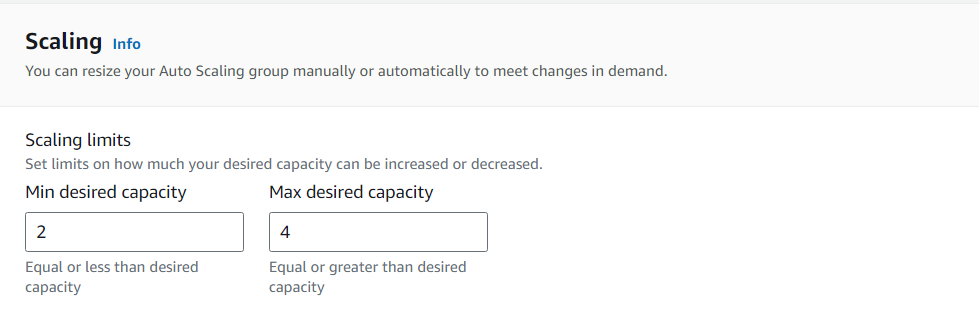 Scaling Info
You can resize your Auto Scaling group manually or automatically to meet changes in demand.
Scaling limits
Set limits on how much your desired capacity can be increased or decreased.
Min desired capacity
Max desired capacity
2
4
Equal or less than desired
capacity
Equal or greater than desired
capacity